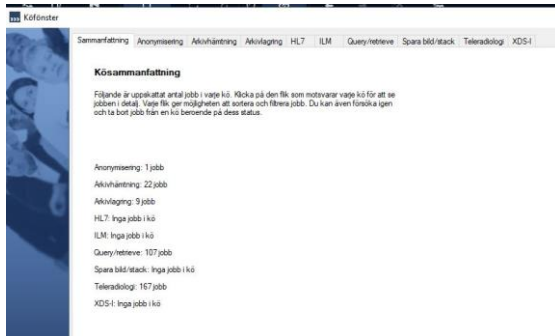 Köfönster
Sammanfattning Anonymisering Arkivhämtning Arkivlagring HL7 ILM Query/retrieve Spara bild/stack Teleradiologi XDS-I
Kösammanfattning
Följande är uppskattat antal jobb i varje kö. Klicka på den flik som motsvarar varje kö för att se
jobben i detalj. Varje flik ger möjligheten att sortera och filtrera jobb. Du kan även försöka igen
och ta bort jobb från en kö beroende på dess status.
Anonymisering: 1 jobb
Arkivhämtning: 22 jobb
Arkivlagring: 9 jobb
HL7: Inga jobb i kö
ILM: Inga jobb i kö
Query/retrieve: 107 jobb
Spara bild/stack: Inga jobb i kö
Teleradiologi: 167 jobb
XDS-I: Inga jobb i kö